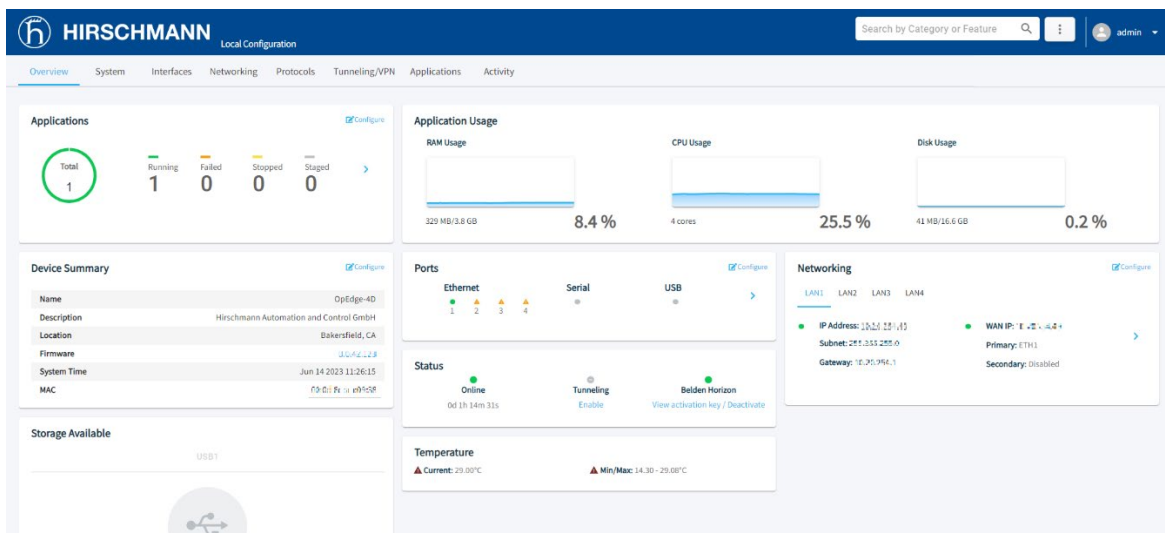 HIRSCHMANN
Local Configuration
Search by Category or Feature
admin
Overview System Interfaces Networking Protocols Tunneling/VPN Applications Activity
Applications
Configure
Total
1
Running Failed Stopped Staged
1 0 0 0
Application Usage
RAM Usage
329 MB/3.8 GB 8.4 %
CPU Usage
4 cores 25.5 %
Disk Usage
41 MB/16.6 GB 0.2 %
Device Summary
Configure
Name OpEdge-4D
Description Hirschmann Automation and Control GmbH
Location Bakersfield, CA
Firmware
System Time Jun 14 2023 11:26:15
MAC
Storage Available
USB1
Ports
Configure
Ethernet Serial USB
1 2 3 4
Status
Online Tunneling Belden Horizon
0d 1h 14m 31s Enable View activation key / Deactivate
Temperature
Current: 29.00°C Min/Max: 14.30 - 29.08°C
Networking
Configure
LAN1 LAN2 LAN3 LAN4
IP Address: WAN IP:
Subnet: Primary: ETH1
Gateway: Secondary: Disabled